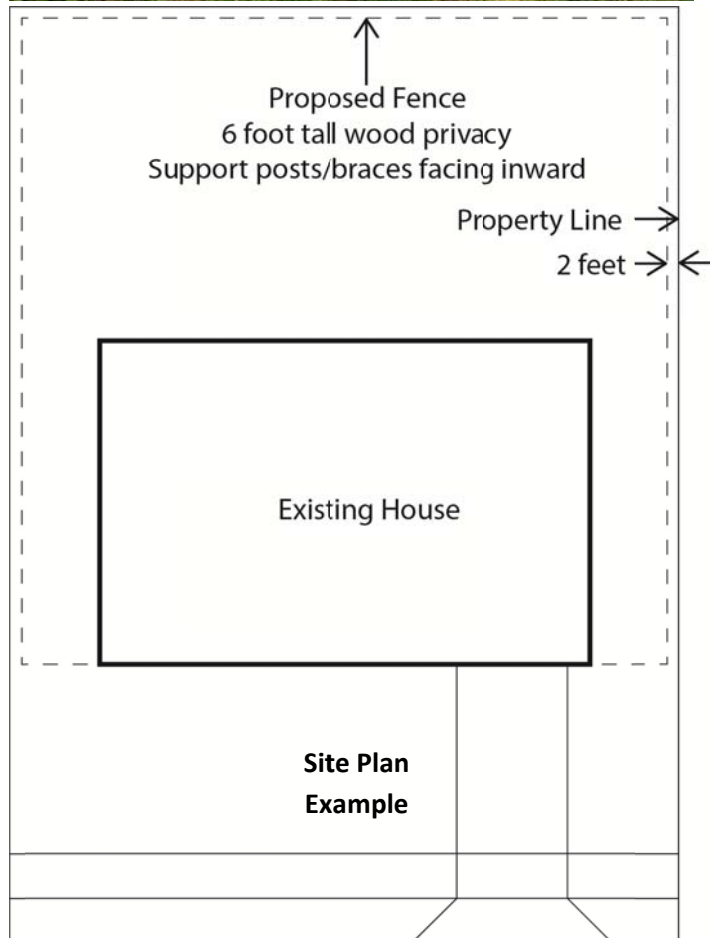 Proposed Fence
6 foot tall wood privacy
Support posts/braces facing inward
Property Line
2 feet
Existing House
Site Plan
Example